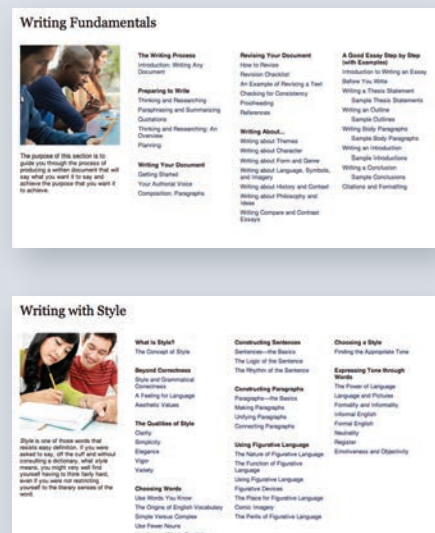 Writing Fundamentals
The purpose of this section is to
guide you through the process of
producing a written document that will
say what you want it to say and
achieve the purpose that you want it
to achieve.
The Writing Process
Introduction: Writing Any
Document
Preparing to Write
Thinking and Researching
Paraphrasing and Summarizing
Quotations
Thinking and Researching: An
Overview
Planning
Writing Your Document
Getting Started
Your Authorial Voice
Composition: Paragraphs
Revising Your Document
How to Revise
Revision Checklist
An Example of Revising a Text
Checking for Consistency
Proofreading
References
Writing About...
Writing about Themes
Writing about Character
Writing about Form and Genre
Writing about Language, Symbols,
and Imagery
Writing about History and Context
Writing about Philosophy and
Ideas
Writing Compare and Contrast
Essays
A Good Essay Step by Step
(with Examples)
Introduction to Writing an Essay
Before You Write
Writing a Thesis Statement
Sample Thesis Statements
Writing an Outline
Sample Outlines
Writing Body Paragraphs
Sample Body Paragraphs
Writing an Introduction
Sample Introductions
Writing a Conclusion
Sample Conclusions
Citations and Formatting
Writing with Style
Style is one of those words that
resists easy definition. If you were
asked to say, off the cuff and without
consulting a dictionary, what style
means, you might very well find
yourself having to think fairly hard,
even if you were not restricting
yourself to the literary senses of the
word.
What Is Style?
The Concept of Style
Beyond Correctness
Style and Grammatical
Correctness
A Feeling for Language
Aesthetic Values
The Qualities of Style
Clarity
Simplicity
Elegance
Vigor
Variety
Choosing Words
Use Words You Know
The Origins of English Vocabulary
Simple Versus Complex
Use Fewer Nouns
Constructing Sentences
Sentences—the Basics
The Logic of the Sentence
The Rhythm of the Sentence
Constructing Paragraphs
Paragraphs—the Basics
Making Paragraphs
Unifying Paragraphs
Connecting Paragraphs
Using Figurative Language
The Nature of Figurative Language
The Function of Figurative
Language
Using Figurative Language
Figurative Devices
The Place for Figurative Language
Comic Imagery
The Perils of Figurative Language
Choosing a Style
Finding the Appropriate Tone
Expressing Tone through
Words
The Power of Language
Language and Pictures
Formality and Informality
Informal English
Formal English
Neutrality
Register
Emotiveness and Objectivity